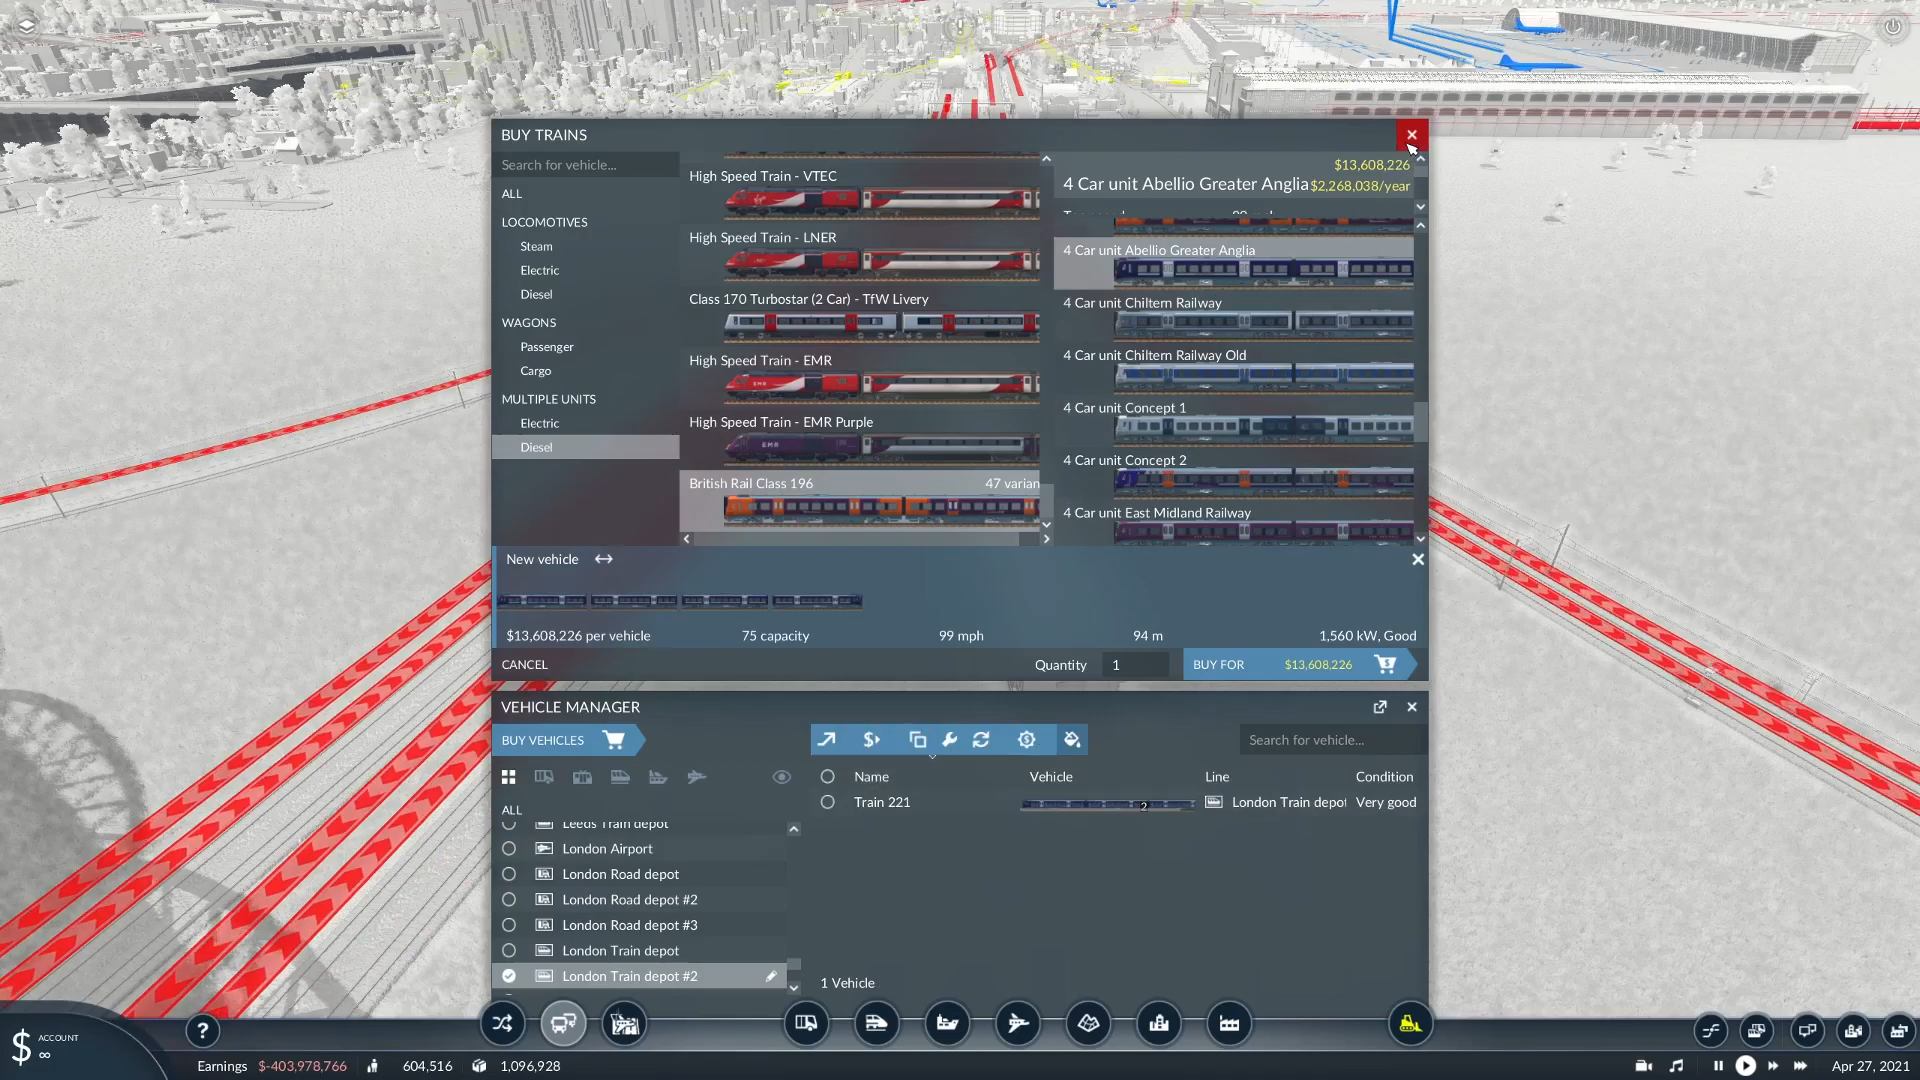 BUY TRAINS
Search for vehicle...
ALL
LOCOMOTIVES
Steam
Electric
Diesel
WAGONS
Passenger
Cargo
MULTIPLE UNITS
Electric
Diesel
High Speed Train - VTEC
High Speed Train - LNER
Class 170 Turbostar (2 Car) - TfW Livery
High Speed Train - EMR
EMR
High Speed Train - EMR Purple
EMR
British Rail Class 196 47 varian
$13,608,226
4 Car unit Abellio Greater Anglia $2,268,038/year
4 Car unit Abellio Greater Anglia
4 Car unit Chiltern Railway
4 Car unit Chiltern Railway Old
4 Car unit Concept 1
4 Car unit Concept 2
4 Car unit East Midland Railway
New vehicle
$13,608,226 per vehicle 75 capacity 99 mph 94 m 1,560 kW, Good
CANCEL Quantity 1 BUY FOR $13,608,226
VEHICLE MANAGER
BUY VEHICLES
Search for vehicle...
ALL
Leeds Train depot
London Airport
London Road depot
London Road depot #2
London Road depot #3
London Train depot
London Train depot #2
Name Vehicle Line Condition
Train 221 2 London Train depot Very good
1 Vehicle
$ ACCOUNT
∞
?
Earnings $-403,978,766 604,516 1,096,928
Apr 27, 2021